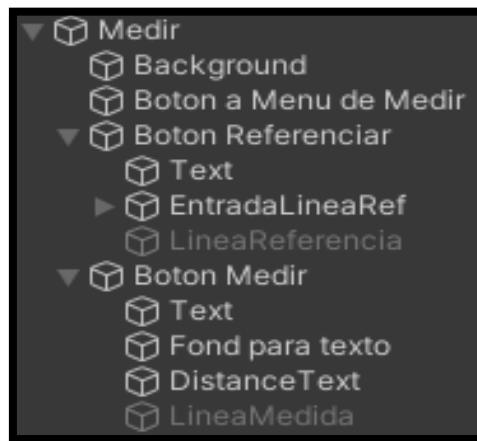 Medir
Background
Boton a Menu de Medir
Boton Referenciar
Text
EntradaLineaRef
LineaReferencia
Boton Medir
Text
Fond para texto
DistanceText
LineaMedida